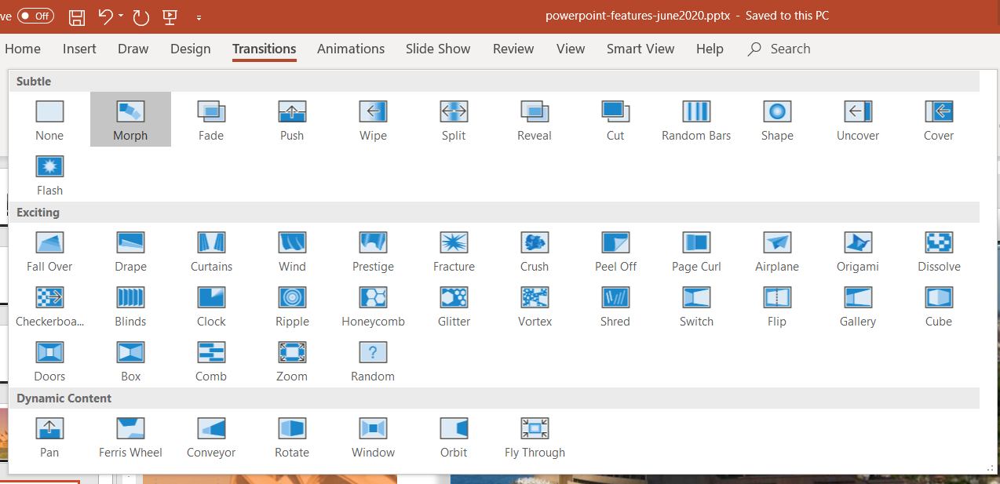 ve Off powerpoint-features-june2020.pptx - Saved to this PC
Home Insert Draw Design Transitions Animations Slide Show Review View Smart View Help Search
Subtle
None Morph Fade Push Wipe Split Reveal Cut Random Bars Shape Uncover Cover
Flash
Exciting
Fall Over Drape Curtains Wind Prestige Fracture Crush Peel Off Page Curl Airplane Origami Dissolve
Checkerboa... Blinds Clock Ripple Honeycomb Glitter Vortex Shred Switch Flip Gallery Cube
?
Doors Box Comb Zoom Random
Dynamic Content
Pan Ferris Wheel Conveyor Rotate Window Orbit Fly Through